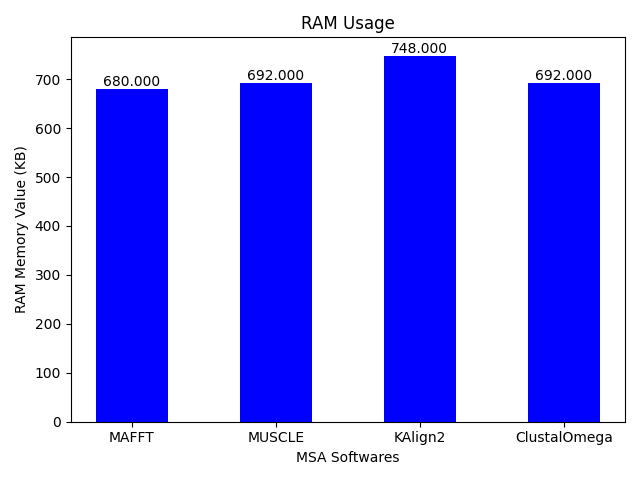 RAM Usage
748.000
680.000 692.000 692.000
700
600
500
400
300
200
100
0
RAM Memory Value (KB)
MAFFT MUSCLE KAlign2 ClustalOmega
MSA Softwares